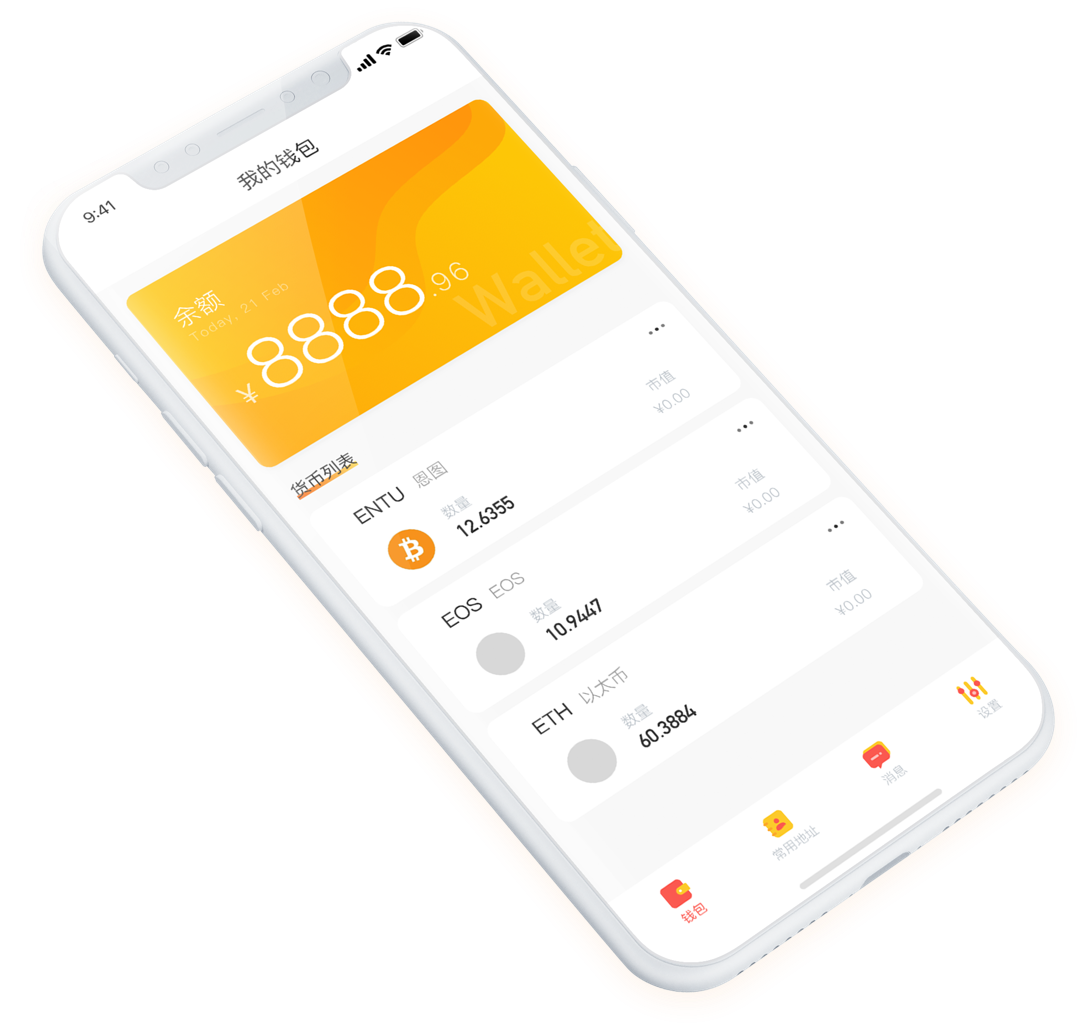 9:41
我的钱包
余额
Today, 21 Feb
¥8888.96
Wallet
货币列表
ENTU 恩图
数量
12.6355
市值
¥0.00
EOS EOS
数量
10.9447
市值
¥0.00
ETH 以太币
数量
60.3884
市值
¥0.00
钱包
常用地址
消息
设置